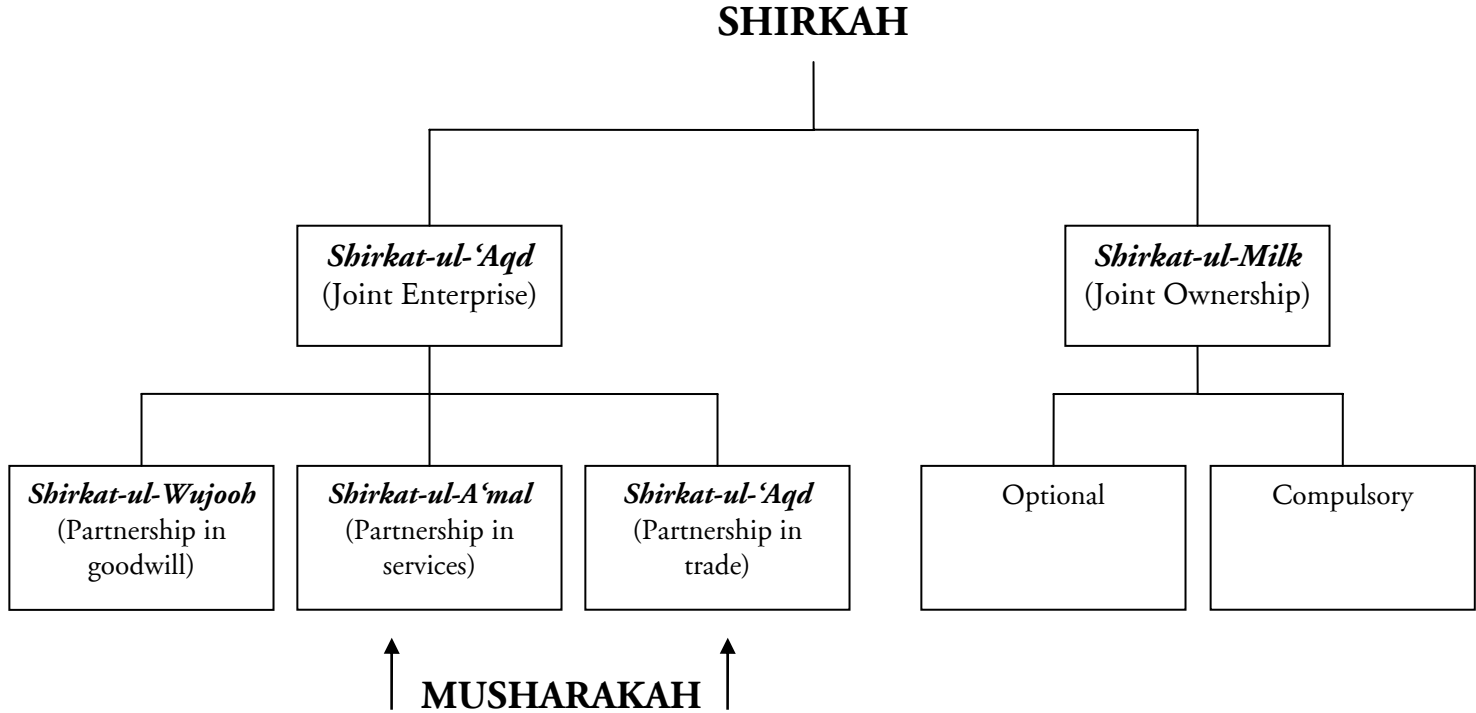 SHIRKAH
Shirkat-ul-‘Aqd
(Joint Enterprise)
Shirkat-ul-Milk
(Joint Ownership)
Shirkat-ul-Wujooh
(Partnership in
goodwill)
Shirkat-ul-A‘mal
(Partnership in
services)
Shirkat-ul-‘Aqd
(Partnership in
trade)
Optional
Compulsory
MUSHARAKAH